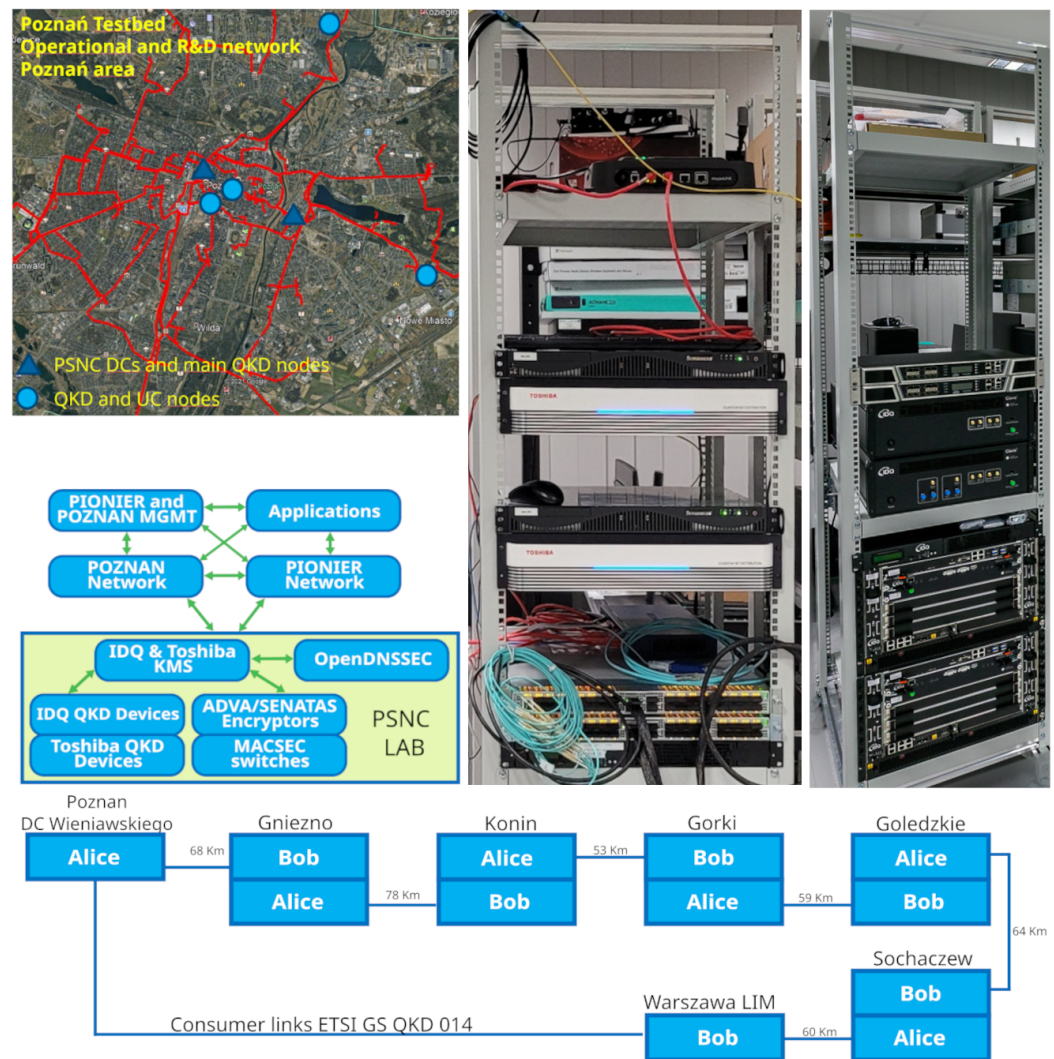 Poznań Testbed
Operational and R&D network.
Poznań area
Wilda
Nowe Miasto
PSNC DCs and main QKD nodes
QKD and UC nodes
TOSHIBA
TOSHIBA
IDQ
IDQ
PIONIER and
POZNAN MGMT
Applications
POZNAN
Network
PIONIER
Network
IDQ & Toshiba
KMS
OpenDNSSEC
IDQ QKD Devices
ADVA/SENATAS
Encryptors
Toshiba QKD
Devices
MACSEC
switches
PSNC
LAB
Poznan
DC Wieniawskiego
Alice
68 Km
Gniezno
Bob
Alice
78 Km
Konin
Alice
Bob
53 Km
Gorki
Bob
Alice
59 Km
Goledzkie
Alice
Bob
64 Km
Sochaczew
Bob
Alice
60 Km
Warszawa LIM
Bob
Consumer links ETSI GS QKD 014